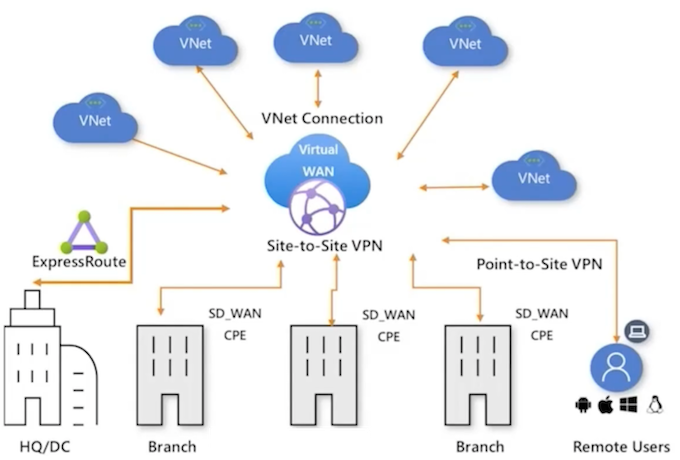 VNet
VNet
VNet
VNet
VNet Connection
Virtual
WAN
VNet
ExpressRoute
Site-to-Site VPN
Point-to-Site VPN
SD_WAN
CPE
SD_WAN
CPE
SD_WAN
CPE
HQ/DC
Branch
Branch
Remote Users